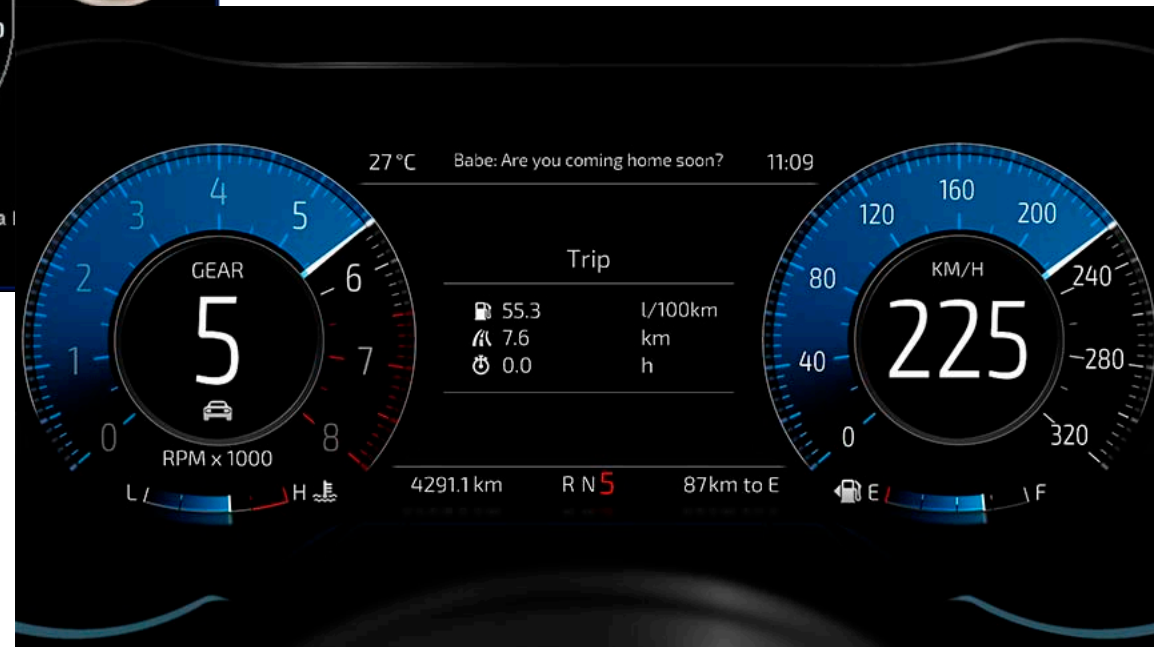 27°C Babe: Are you coming home soon? 11:09
0 1 2 3 4 5 6 7 8
GEAR
5
RPM x 1000
L H
Trip
55.3 l/100km
7.6 km
0.0 h
4291.1 km R N 5 87km to E
0 40 80 120 160 200 240 280 320
KM/H
225
E F